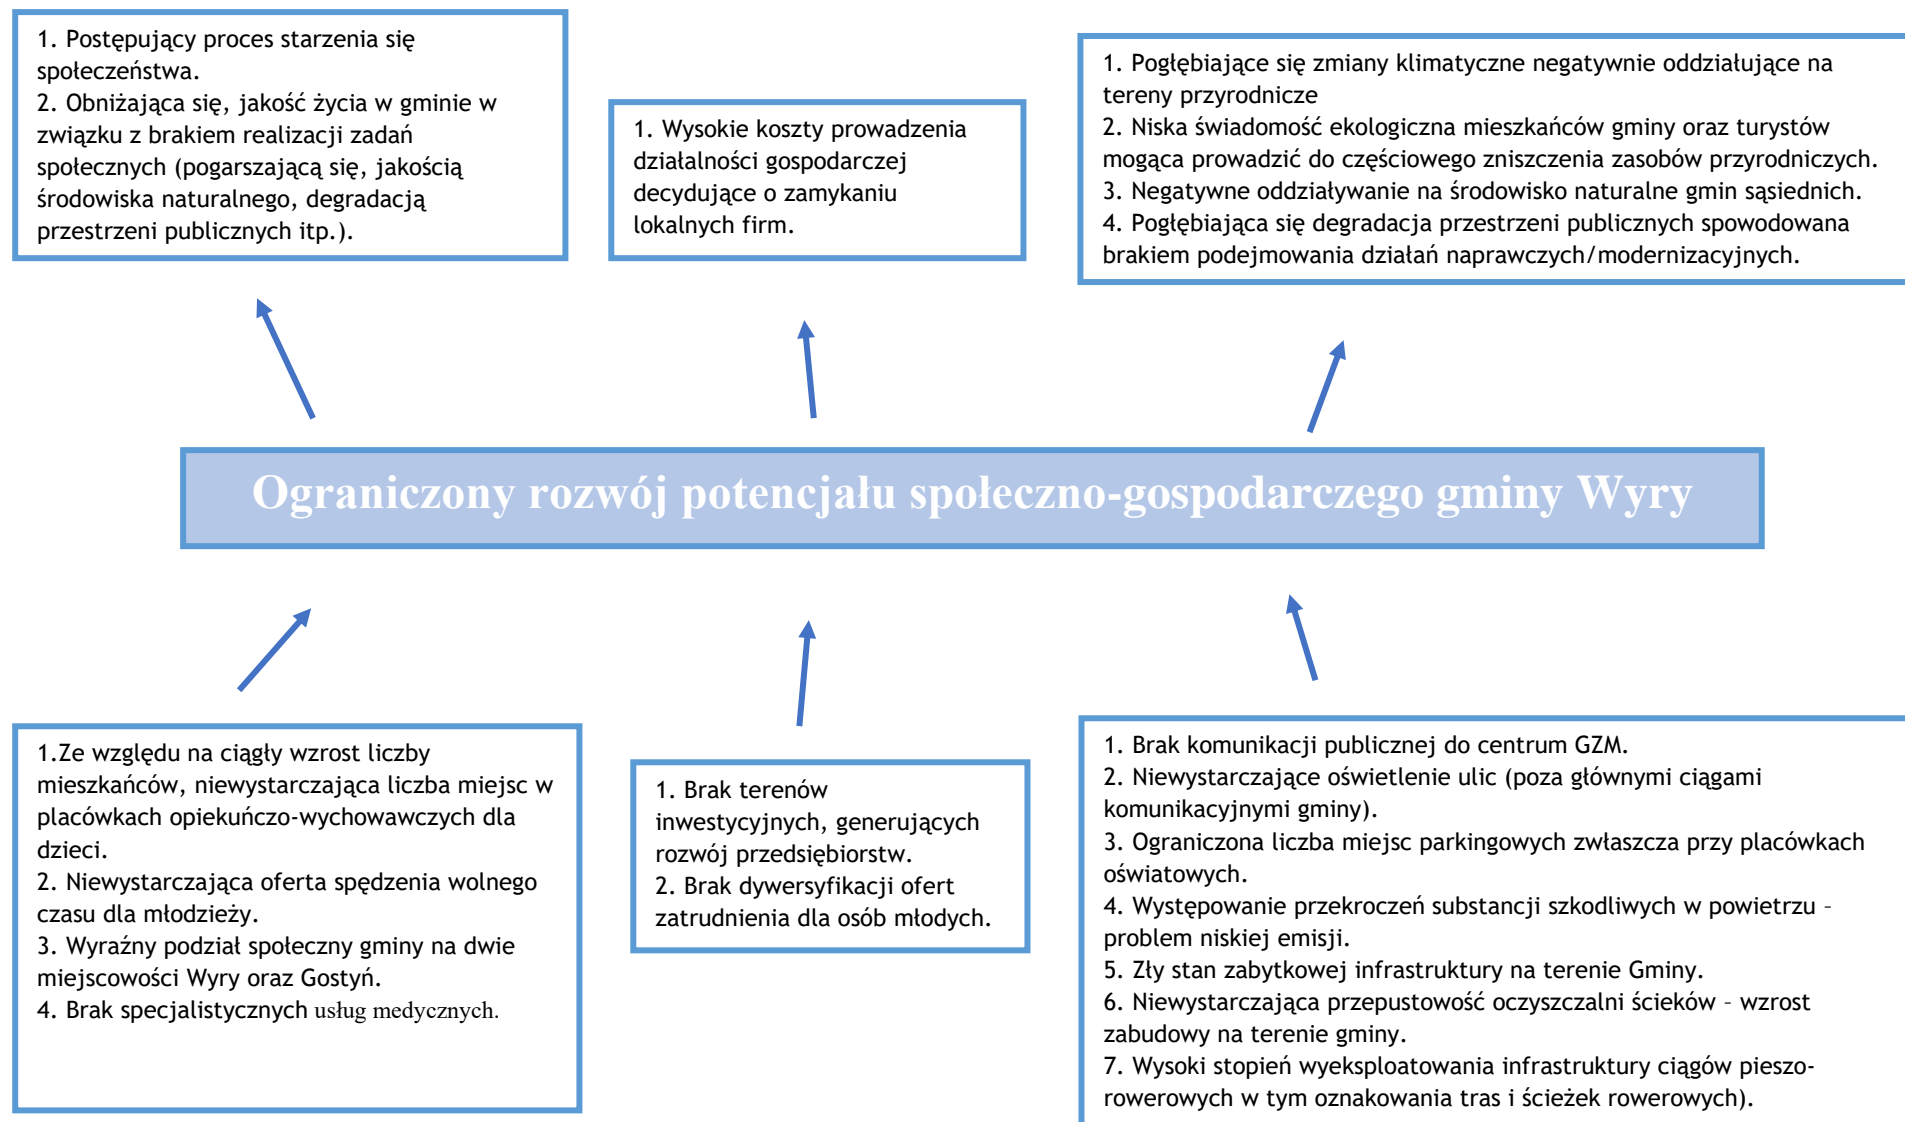 1. Postępujący proces starzenia się
społeczeństwa.
2. Obniżająca się, jakość życia w gminie w
związku z brakiem realizacji zadań
społecznych (pogarszającą się, jakością
środowiska naturalnego, degradacją
przestrzeni publicznych itp.).
1. Wysokie koszty prowadzenia
działalności gospodarczej
decydujące o zamykaniu
lokalnych firm.
1. Pogłębiające się zmiany klimatyczne negatywnie oddziałujące na
tereny przyrodnicze
2. Niska świadomość ekologiczna mieszkańców gminy oraz turystów
mogąca prowadzić do częściowego zniszczenia zasobów przyrodniczych.
3. Negatywne oddziaływanie na środowisko naturalne gmin sąsiednich.
4. Pogłębiająca się degradacja przestrzeni publicznych spowodowana
brakiem podejmowania działań naprawczych/modernizacyjnych.
Ograniczony rozwój potencjału społeczno-gospodarczego gminy Wyry
1.Ze względu na ciągły wzrost liczby
mieszkańców, niewystarczająca liczba miejsc w
placówkach opiekuńczo-wychowawczych dla
dzieci.
2. Niewystarczająca oferta spędzenia wolnego
czasu dla młodzieży.
3. Wyraźny podział społeczny gminy na dwie
miejscowości Wyry oraz Gostyń.
4. Brak specjalistycznych usług medycznych.
1. Brak terenów
inwestycyjnych, generujących
rozwój przedsiębiorstw.
2. Brak dywersyfikacji ofert
zatrudnienia dla osób młodych.
1. Brak komunikacji publicznej do centrum GZM.
2. Niewystarczające oświetlenie ulic (poza głównymi ciągami
komunikacyjnymi gminy).
3. Ograniczona liczba miejsc parkingowych zwłaszcza przy placówkach
oświatowych.
4. Występowanie przekroczeń substancji szkodliwych w powietrzu –
problem niskiej emisji.
5. Zły stan zabytkowej infrastruktury na terenie Gminy.
6. Niewystarczająca przepustowość oczyszczalni ścieków – wzrost
zabudowy na terenie gminy.
7. Wysoki stopień wyeksploatowania infrastruktury ciągów pieszo-
rowerowych w tym oznakowania tras i ścieżek rowerowych).